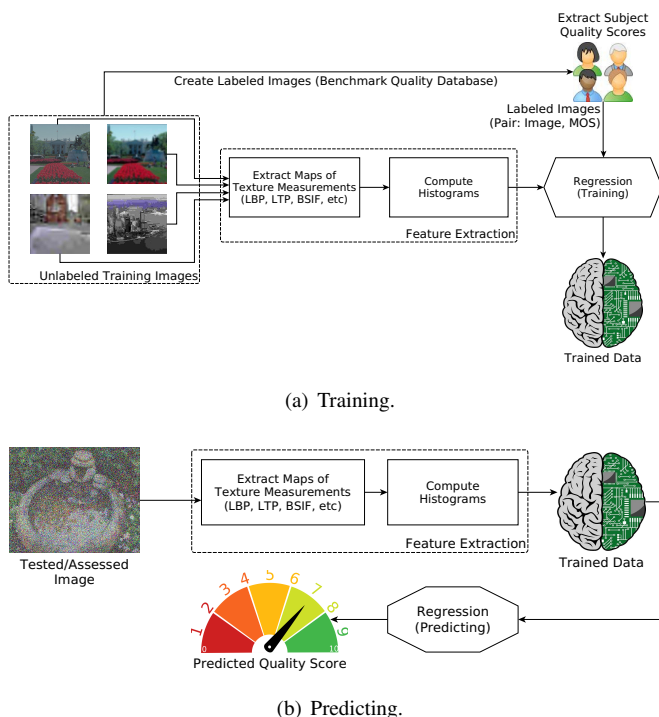 Extract Subject
Quality Scores
Create Labeled Images (Benchmark Quality Database)
Labeled Images
(Pair: Image, MOS)
Extract Maps of
Texture Measurements
(LBP, LTP, BSIF, etc)
Compute
Histograms
Regression
(Training)
Feature Extraction
Unlabeled Training Images
Trained Data
(a) Training.
Extract Maps of
Texture Measurements
(LBP, LTP, BSIF, etc)
Compute
Histograms
Feature Extraction
Trained Data
Tested/Assessed
Image
1 2 3 4 5 6 7 8 9
0 10
Predicted Quality Score
Regression
(Predicting)
(b) Predicting.